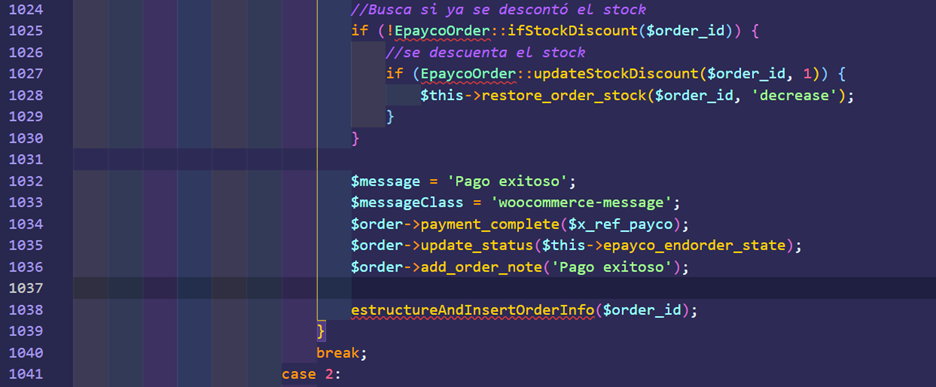 1024 //Busca si ya se descontó el stock
1025 if (!EpaycoOrder::ifStockDiscount($order_id)) {
1026 //se descuenta el stock
1027 if (EpaycoOrder::updateStockDiscount($order_id, 1)) {
1028 $this->restore_order_stock($order_id, 'decrease');
1029 }
1030 }
1031
1032 $message = 'Pago exitoso';
1033 $messageClass = 'woocommerce-message';
1034 $order->payment_complete($x_ref_payco);
1035 $order->update_status($this->epayco_endorder_state);
1036 $order->add_order_note('Pago exitoso');
1037
1038 estructureAndInsertOrderInfo($order_id);
1039 }
1040 break;
1041 case 2: